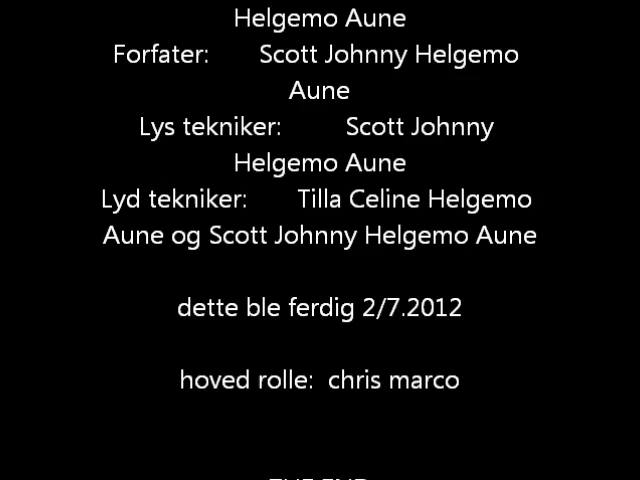 Helgemo Aune
Forfater: Scott Johnny Helgemo
Aune
Lys tekniker: Scott Johnny
Helgemo Aune
Lyd tekniker: Tilla Celine Helgemo
Aune og Scott Johnny Helgemo Aune
dette ble ferdig 2/7.2012
hoved rolle: chris marco